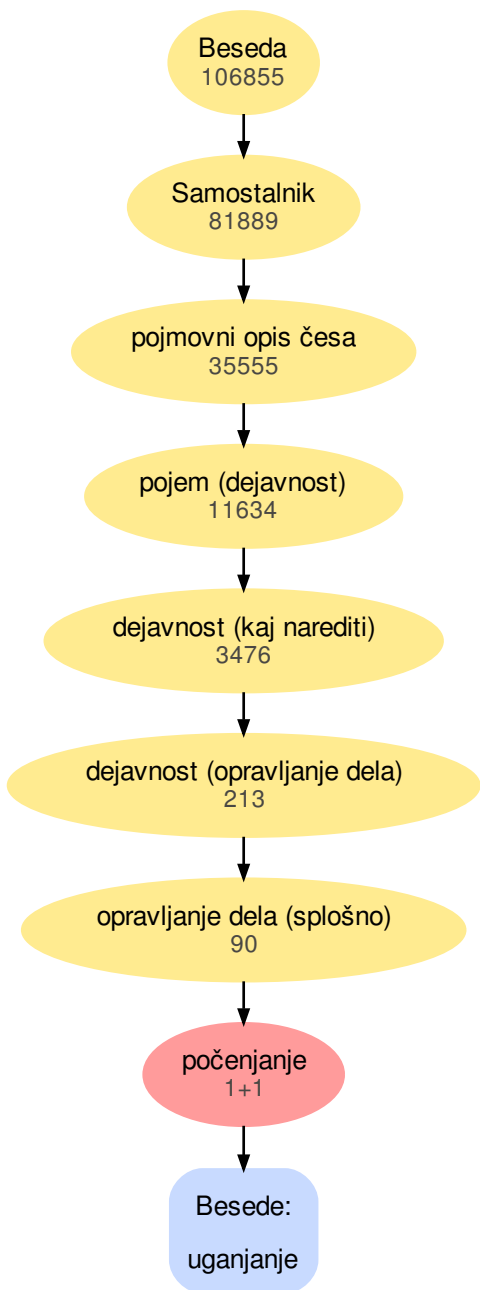 Beseda
106855
Samostalnik
81889
pojmovni opis česa
35555
pojem (dejavnost)
11634
dejavnost (kaj narediti)
3476
dejavnost (opravljanje dela)
213
opravljanje dela (splošno)
90
počenjanje
1+1
Besede:
uganjanje